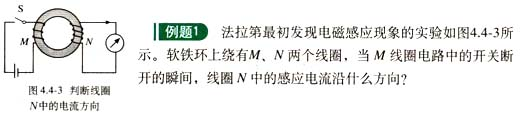 S
M
N
图 4.4-3 判断线圈
N中的电流方向
例题1 法拉第最初发现电磁感应现象的实验如图4.4-3所
示。软铁环上绕有M、N 两个线圈，当 M 线圈电路中的开关断
开的瞬间，线圈 N 中的感应电流沿什么方向？